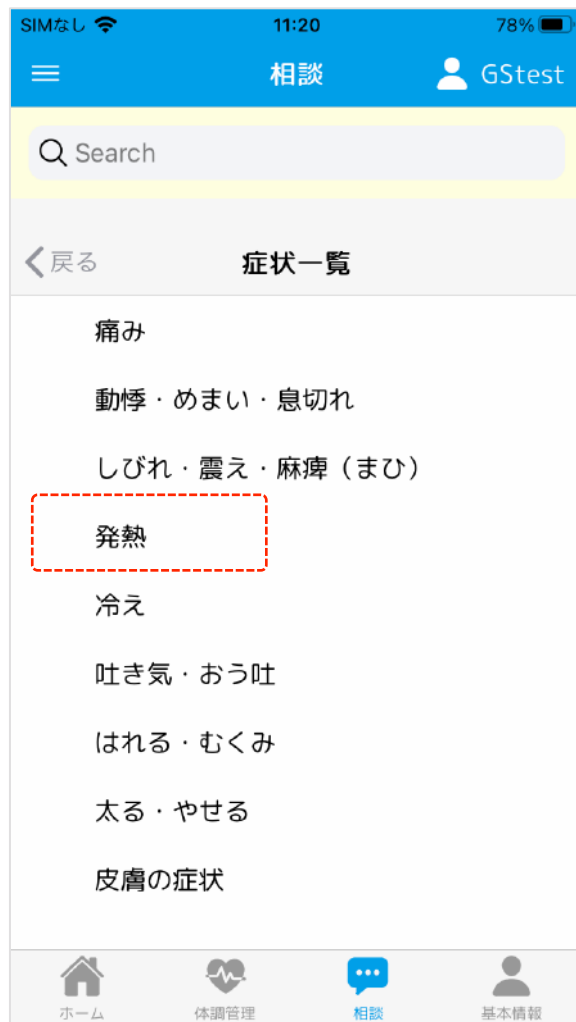 SIMなし 11:20 78%
相談 GStest
Search
戻る 症状一覧
痛み
動悸・めまい・息切れ
しびれ・震え・麻痺（まひ）
発熱
冷え
吐き気・おう吐
はれる・むくみ
太る・やせる
皮膚の症状
ホーム 体調管理 相談 基本情報